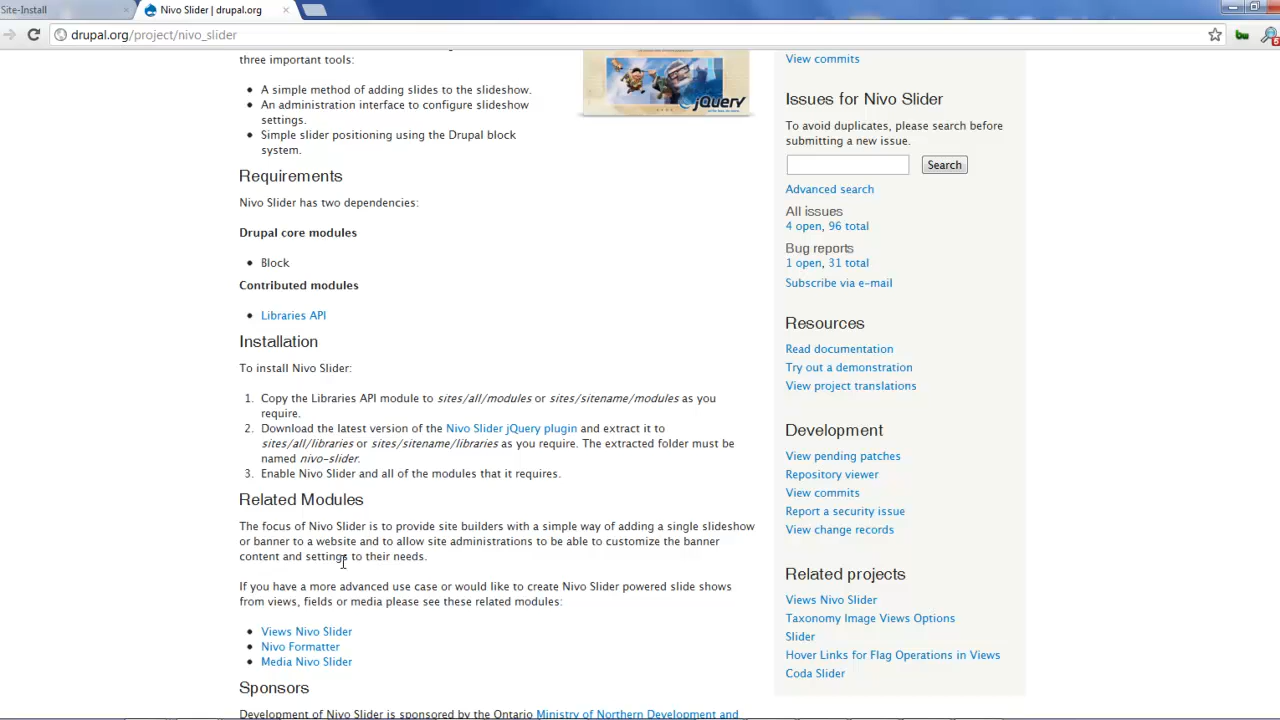 Site-Install
Nivo Slider | drupal.org
drupal.org/project/nivo_slider
three important tools:
• A simple method of adding slides to the slideshow.
• An administration interface to configure slideshow
settings.
• Simple slider positioning using the Drupal block
system.
jQuery
Requirements
Nivo Slider has two dependencies:
Drupal core modules
• Block
Contributed modules
• Libraries API
Installation
To install Nivo Slider:
1. Copy the Libraries API module to sites/all/modules or sites/sitename/modules as you
require.
2. Download the latest version of the Nivo Slider jQuery plugin and extract it to
sites/all/libraries or sites/sitename/libraries as you require. The extracted folder must be
named nivo-slider.
3. Enable Nivo Slider and all of the modules that it requires.
Related Modules
The focus of Nivo Slider is to provide site builders with a simple way of adding a single slideshow
or banner to a website and to allow site administrations to be able to customize the banner
content and settings to their needs.
If you have a more advanced use case or would like to create Nivo Slider powered slide shows
from views, fields or media please see these related modules:
• Views Nivo Slider
• Nivo Formatter
• Media Nivo Slider
Sponsors
Development of Nivo Slider is sponsored by the Ontario Ministry of Northern Development and
View commits
Issues for Nivo Slider
To avoid duplicates, please search before
submitting a new issue.
Search
Advanced search
All issues
4 open, 96 total
Bug reports
1 open, 31 total
Subscribe via e-mail
Resources
Read documentation
Try out a demonstration
View project translations
Development
View pending patches
Repository viewer
View commits
Report a security issue
View change records
Related projects
Views Nivo Slider
Taxonomy Image Views Options
Slider
Hover Links for Flag Operations in Views
Coda Slider